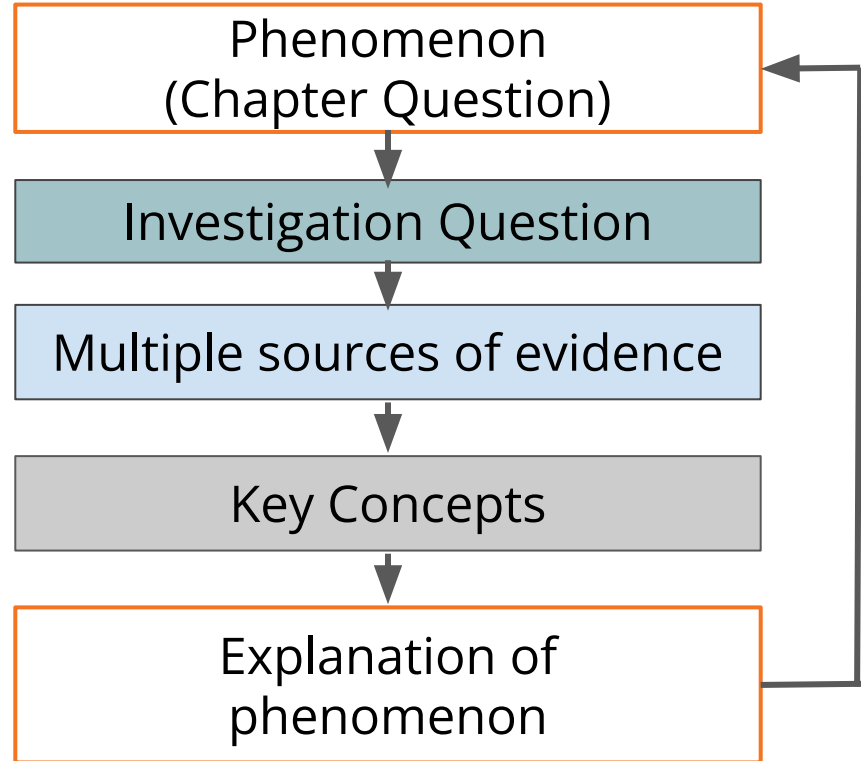 Phenomenon
(Chapter Question)
Investigation Question
Multiple sources of evidence
Key Concepts
Explanation of
phenomenon